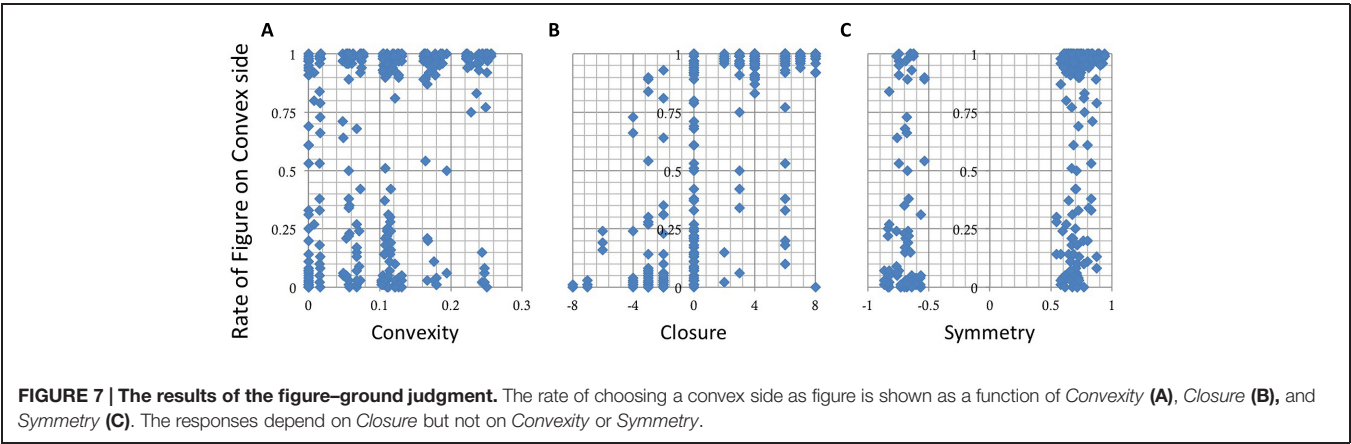 A B C
Rate of Figure on Convex side
1 1 1
0.75 0.75 0.75
0.5 0.5 0.5
0.25 0.25 0.25
0 0 0
0 0.1 0.2 0.3 -8 -4 0 4 8 -1 -0.5 0 0.5 1
Convexity Closure Symmetry
FIGURE 7 | The results of the figure–ground judgment. The rate of choosing a convex side as figure is shown as a function of Convexity (A), Closure (B), and
Symmetry (C). The responses depend on Closure but not on Convexity or Symmetry.